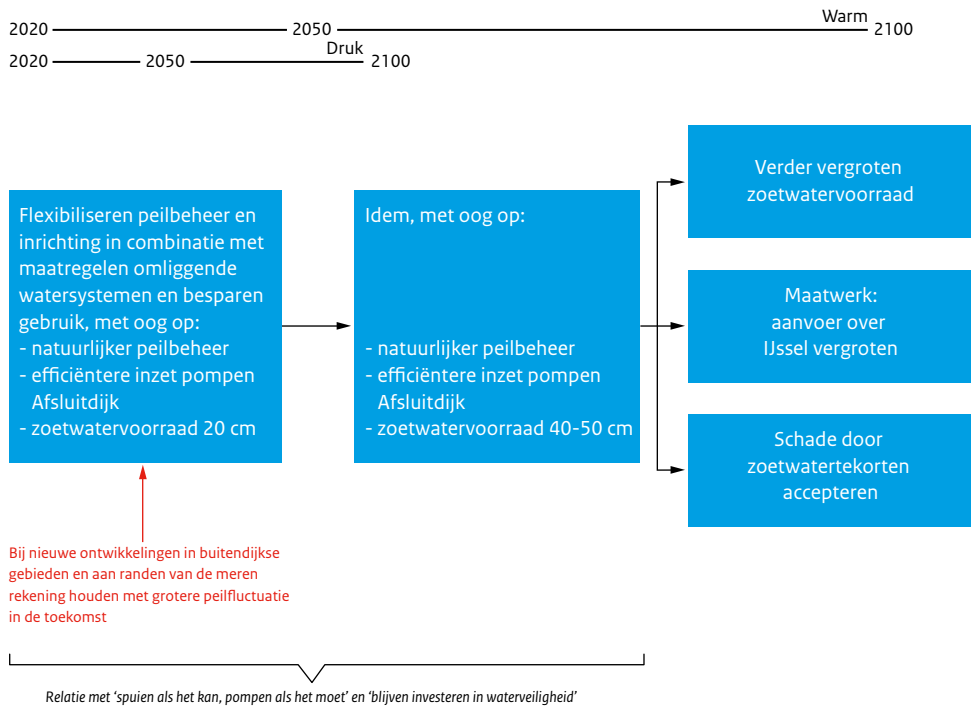 Warm
2020 2050 2100
Druk
2020 2050 2100
Flexibiliseren peilbeheer en
inrichting in combinatie met
maatregelen omliggende
watersystemen en besparen
gebruik, met oog op:
- natuurlijker peilbeheer
- efficiëntere inzet pompen
Afsluitdijk
- zoetwatervoorraad 20 cm
Idem, met oog op:
- natuurlijker peilbeheer
- efficiëntere inzet pompen
Afsluitdijk
- zoetwatervoorraad 40-50 cm
Verder vergroten
zoetwatervoorraad
Maatwerk:
aanvoer over
IJssel vergroten
Schade door
zoetwatertekorten
accepteren
Bij nieuwe ontwikkelingen in buitendijkse
gebieden en aan randen van de meren
rekening houden met grotere peilfluctuatie
in de toekomst
Relatie met ‘spuien als het kan, pompen als het moet’ en ‘blijven investeren in waterveiligheid’